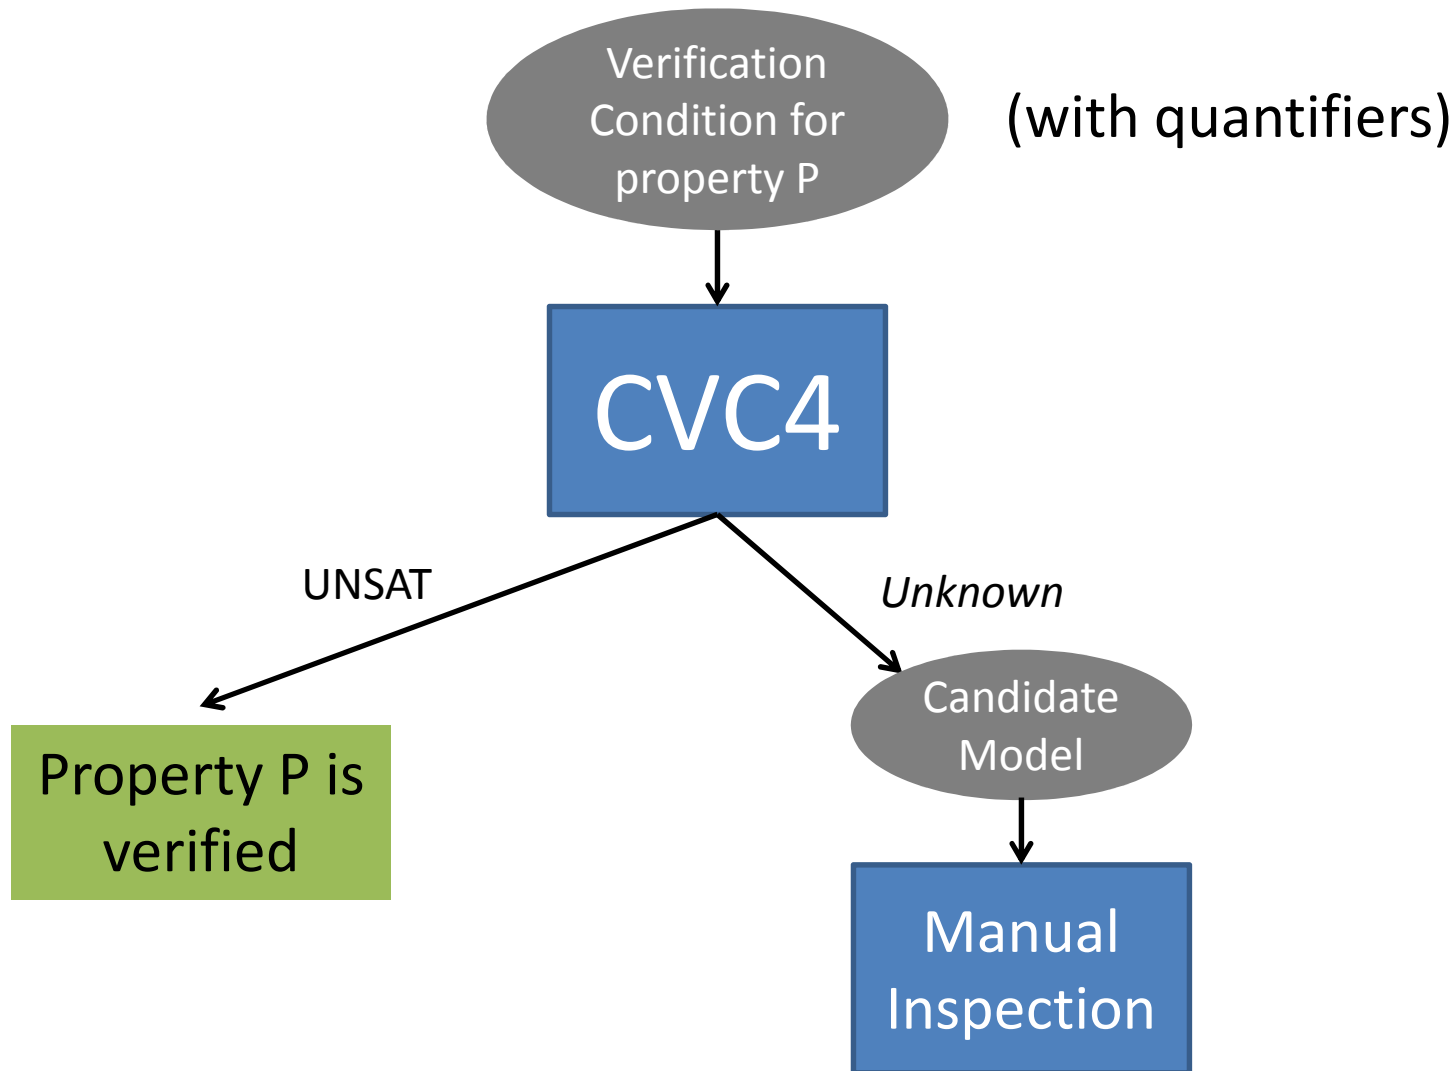 Verification
Condition for
property P
(with quantifiers)
CVC4
UNSAT
Unknown
Candidate
Model
Property P is
verified
Manual
Inspection